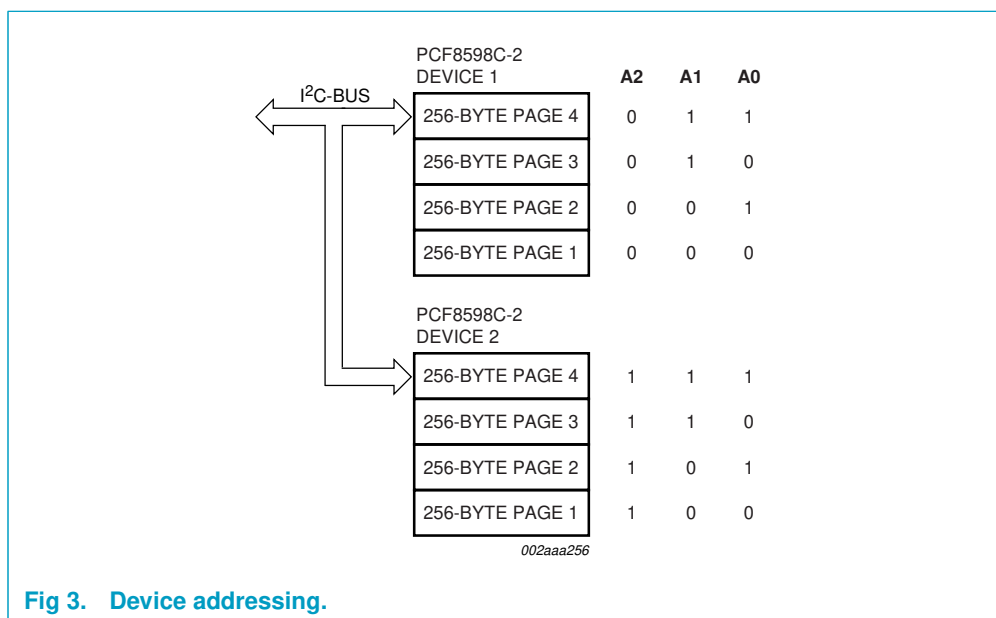 PCF8598C-2
DEVICE 1 A2 A1 A0
I²C-BUS
256-BYTE PAGE 4 0 1 1
256-BYTE PAGE 3 0 1 0
256-BYTE PAGE 2 0 0 1
256-BYTE PAGE 1 0 0 0
PCF8598C-2
DEVICE 2
256-BYTE PAGE 4 1 1 1
256-BYTE PAGE 3 1 1 0
256-BYTE PAGE 2 1 0 1
256-BYTE PAGE 1 1 0 0
002aaa256
Fig 3. Device addressing.